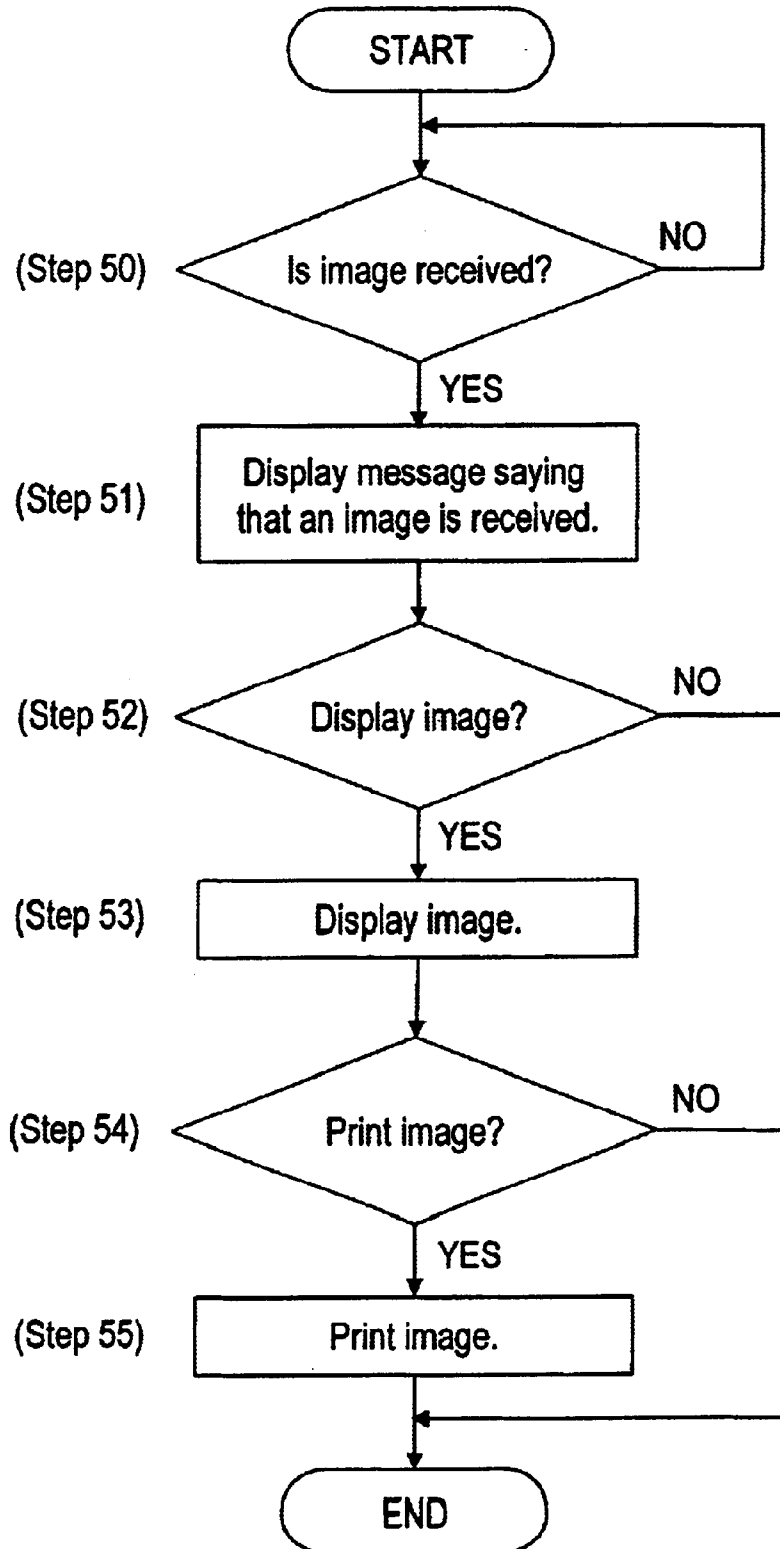 START
(Step 50)
Is image received?
NO
YES
(Step 51)
Display message saying
that an image is received.
(Step 52)
Display image?
NO
YES
(Step 53)
Display image.
(Step 54)
Print image?
NO
YES
(Step 55)
Print image.
END